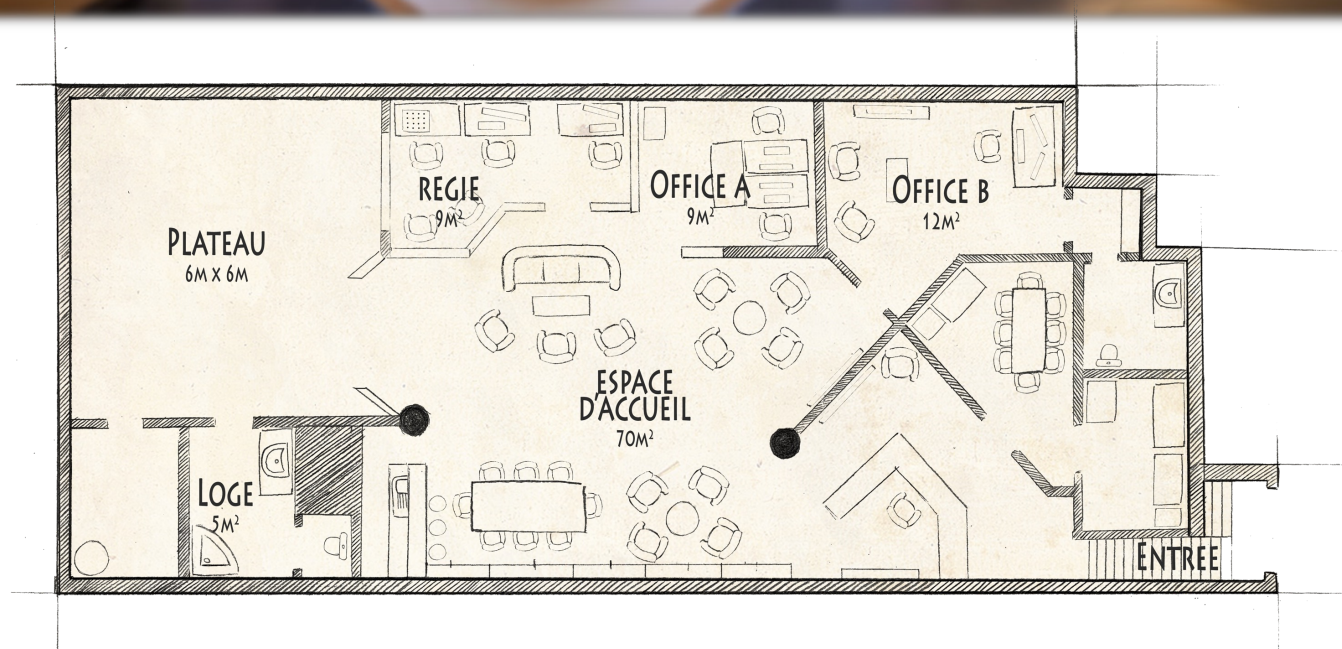 PLATEAU
6M X 6M
REGIE
9M²
OFFICE A
9M²
OFFICE B
12M²
ESPACE
D'ACCUEIL
70M²
LOGE
5M²
ENTREE